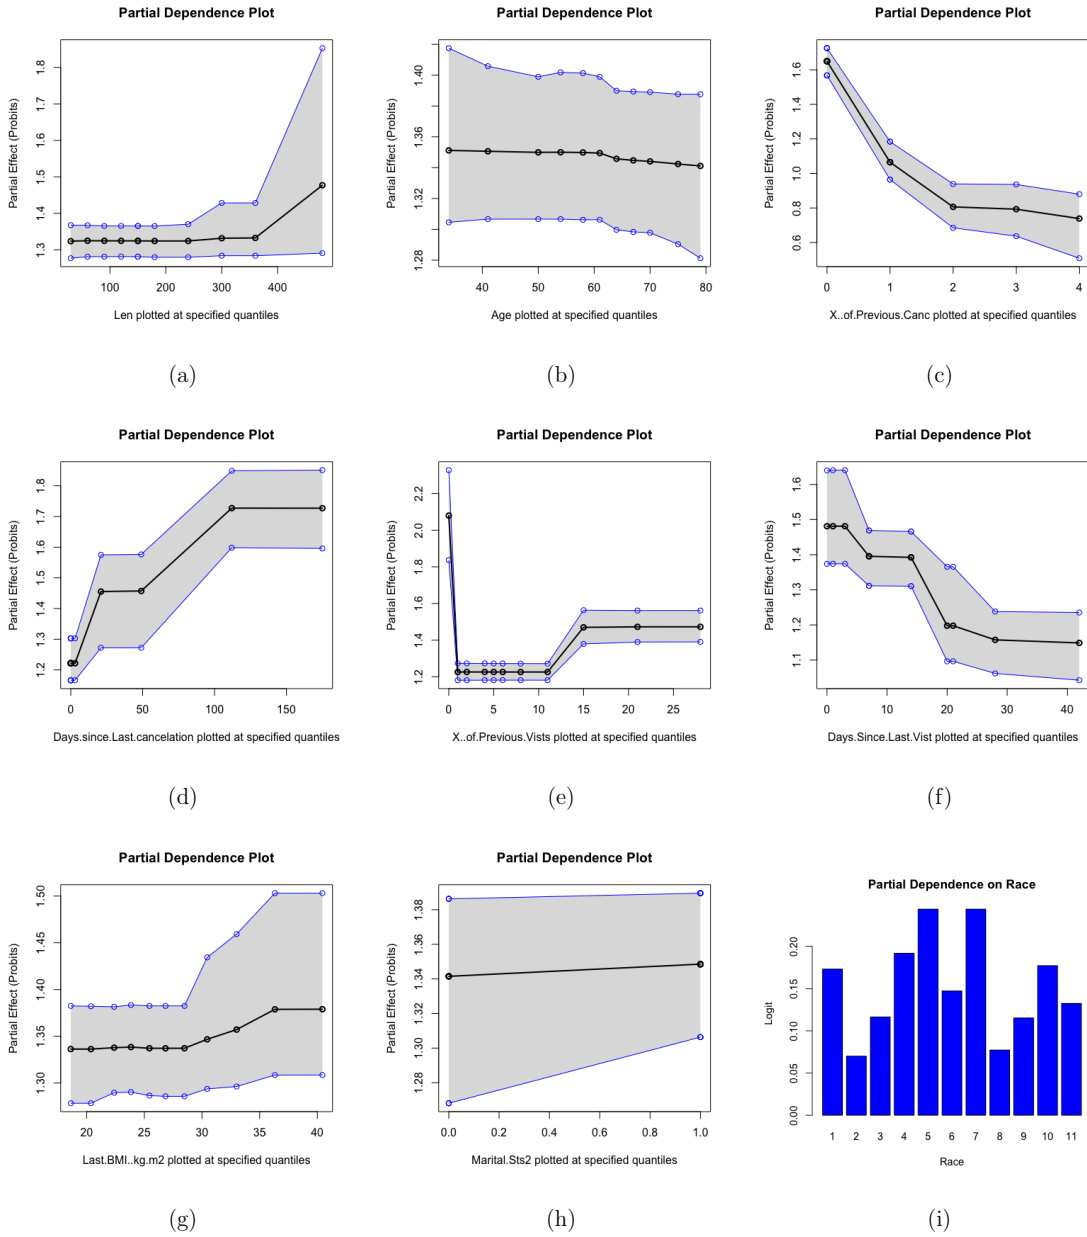 Partial Dependence Plot
Partial Effect (Probits)
1.3 1.4 1.5 1.6 1.7 1.8
100 200 300 400
Len plotted at specified quantiles
(a)
Partial Dependence Plot
Partial Effect (Probits)
1.28 1.32 1.36 1.40
40 50 60 70 80
Age plotted at specified quantiles
(b)
Partial Dependence Plot
Partial Effect (Probits)
0.6 0.8 1.0 1.2 1.4 1.6
0 1 2 3 4
X..of.Previous.Canc plotted at specified quantiles
(c)
Partial Dependence Plot
Partial Effect (Probits)
1.2 1.3 1.4 1.5 1.6 1.7 1.8
0 50 100 150
Days.since.Last.cancelation plotted at specified quantiles
(d)
Partial Dependence Plot
Partial Effect (Probits)
1.2 1.4 1.6 1.8 2.0 2.2
0 5 10 15 20 25
X..of.Previous.Vists plotted at specified quantiles
(e)
Partial Dependence Plot
Partial Effect (Probits)
1.1 1.2 1.3 1.4 1.5 1.6
0 10 20 30 40
Days.Since.Last.Vist plotted at specified quantiles
(f)
Partial Dependence Plot
Partial Effect (Probits)
1.30 1.35 1.40 1.45 1.50
20 25 30 35 40
Last.BMI..kg.m2 plotted at specified quantiles
(g)
Partial Dependence Plot
Partial Effect (Probits)
1.28 1.30 1.34 1.36 1.38
0.0 0.2 0.4 0.6 0.8 1.0
Marital.Sts2 plotted at specified quantiles
(h)
Partial Dependence on Race
Logit
0.00 0.05 0.10 0.15 0.20
1 2 3 4 5 6 7 8 9 10 11
Race
(i)